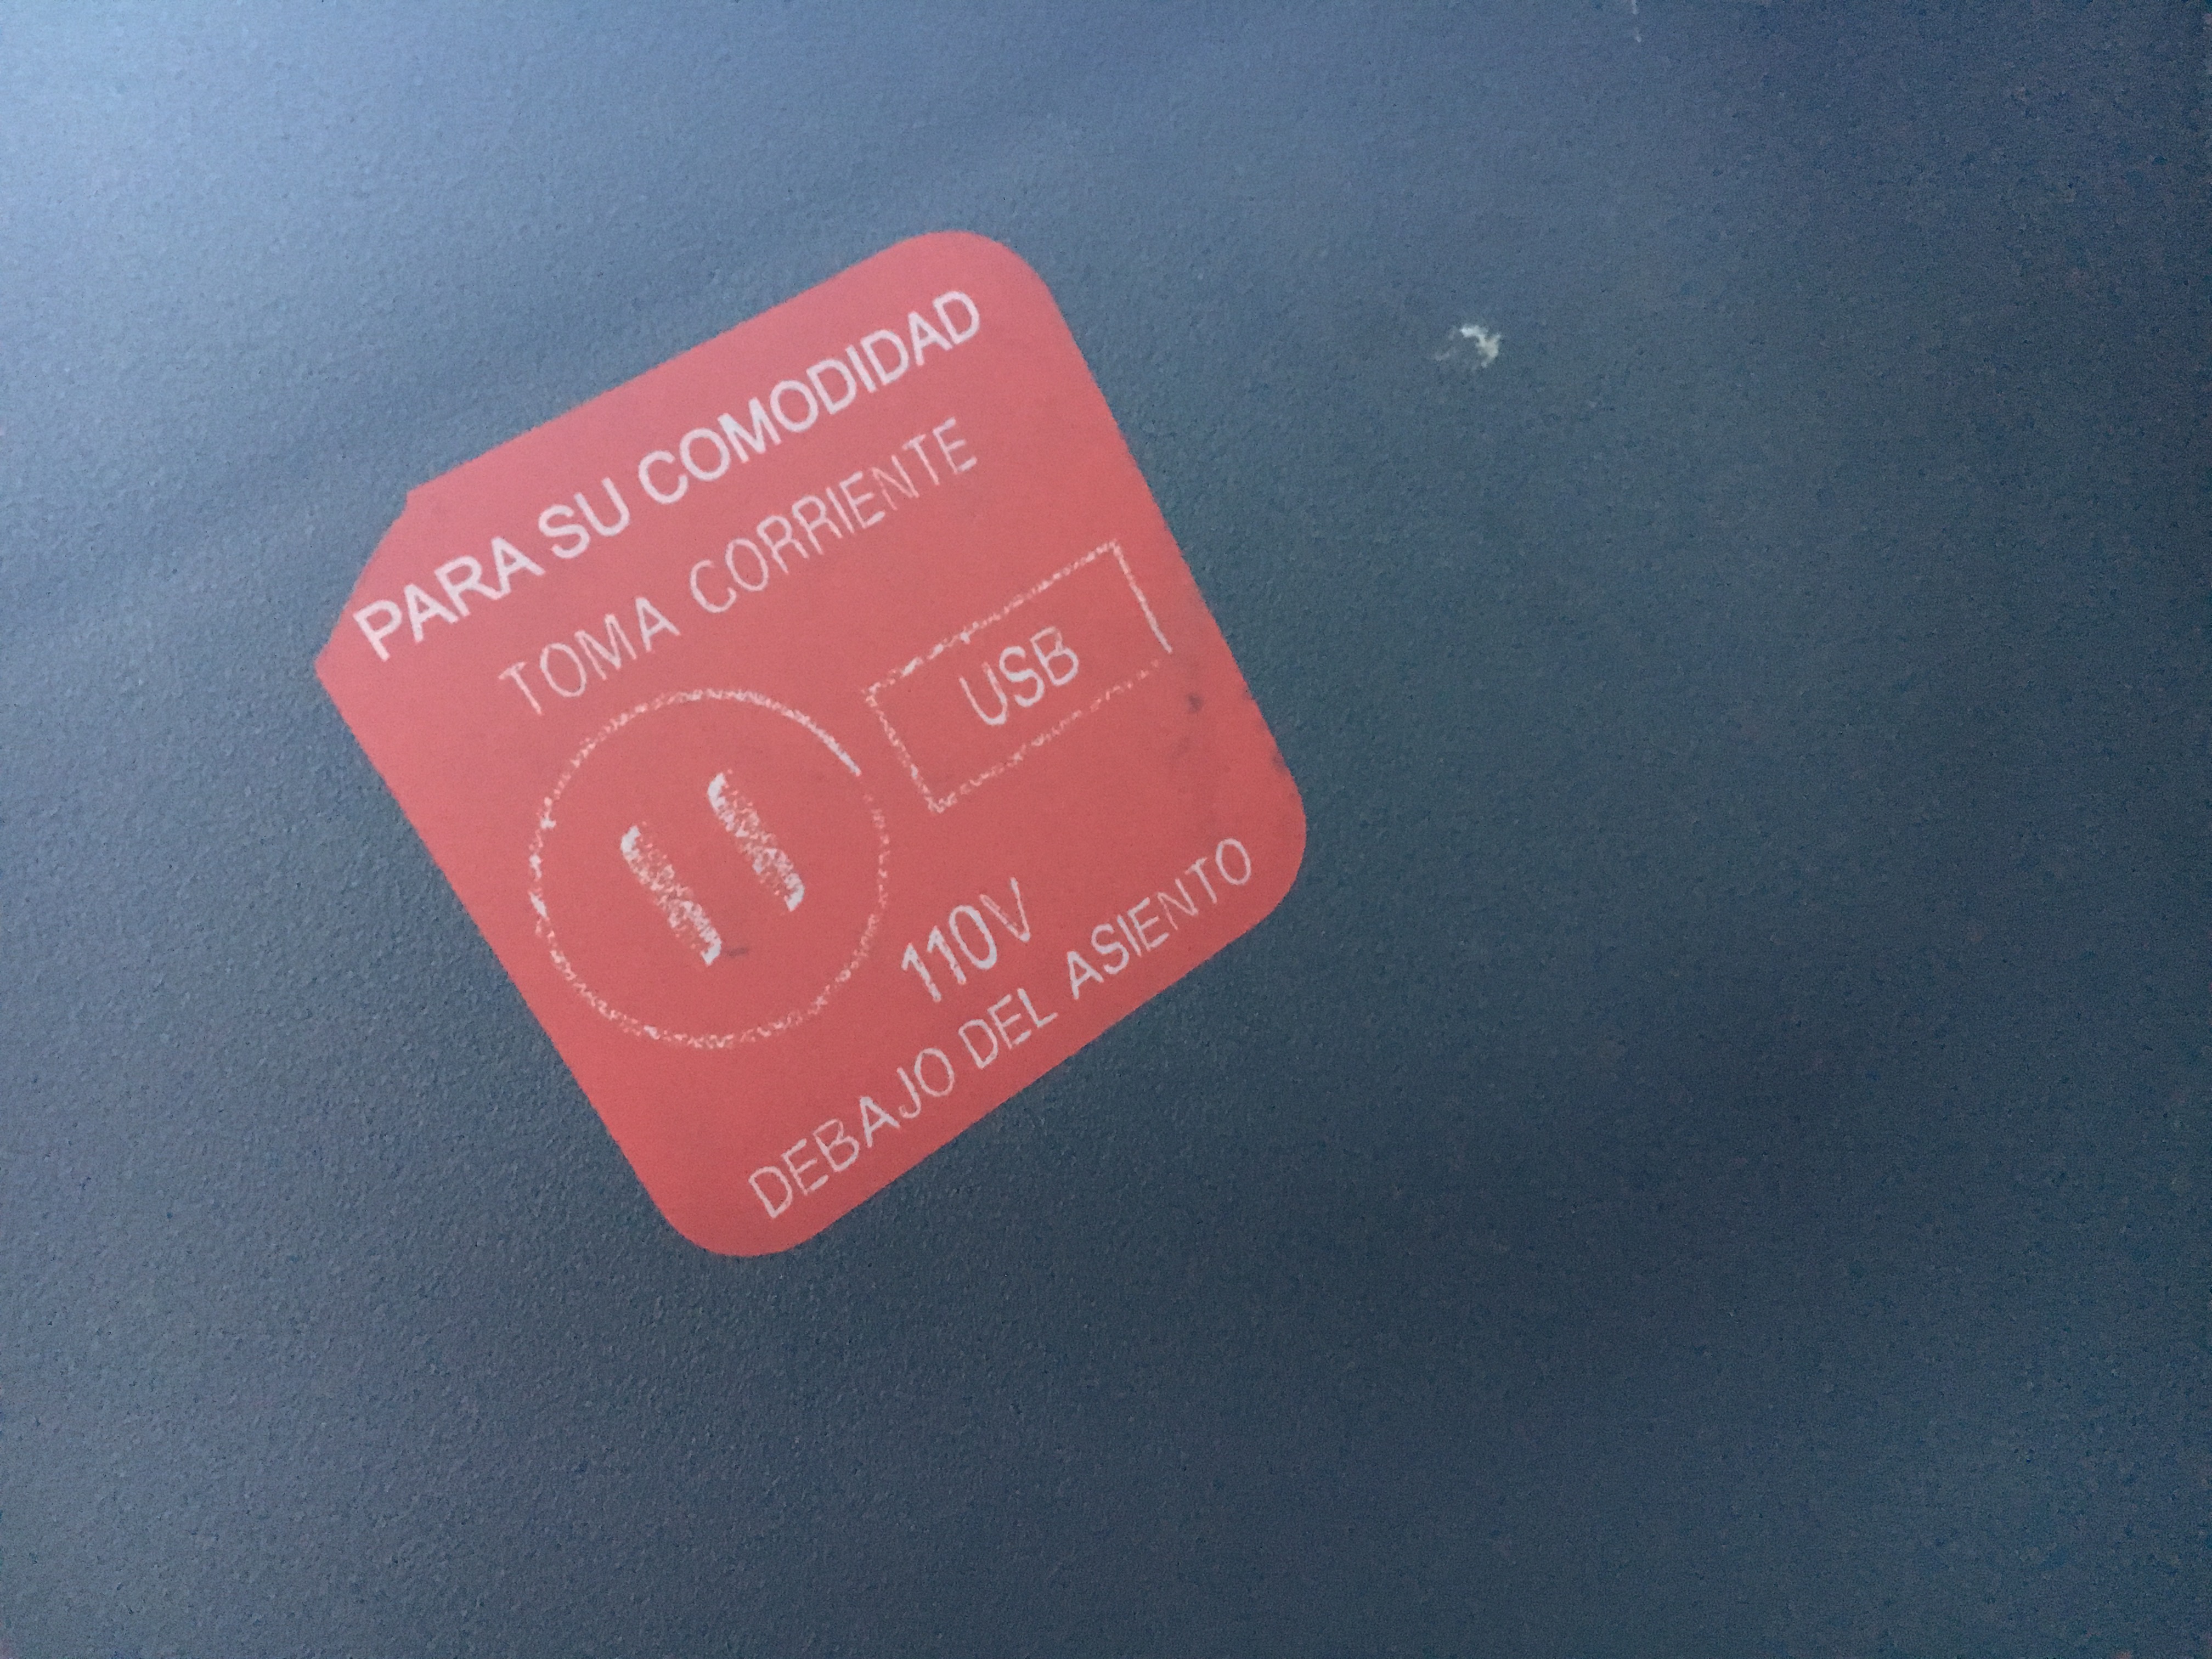 PARA SU COMODIDAD
TOMA CORRIENTE
USB
110V
DEBAJO DEL ASIENTO